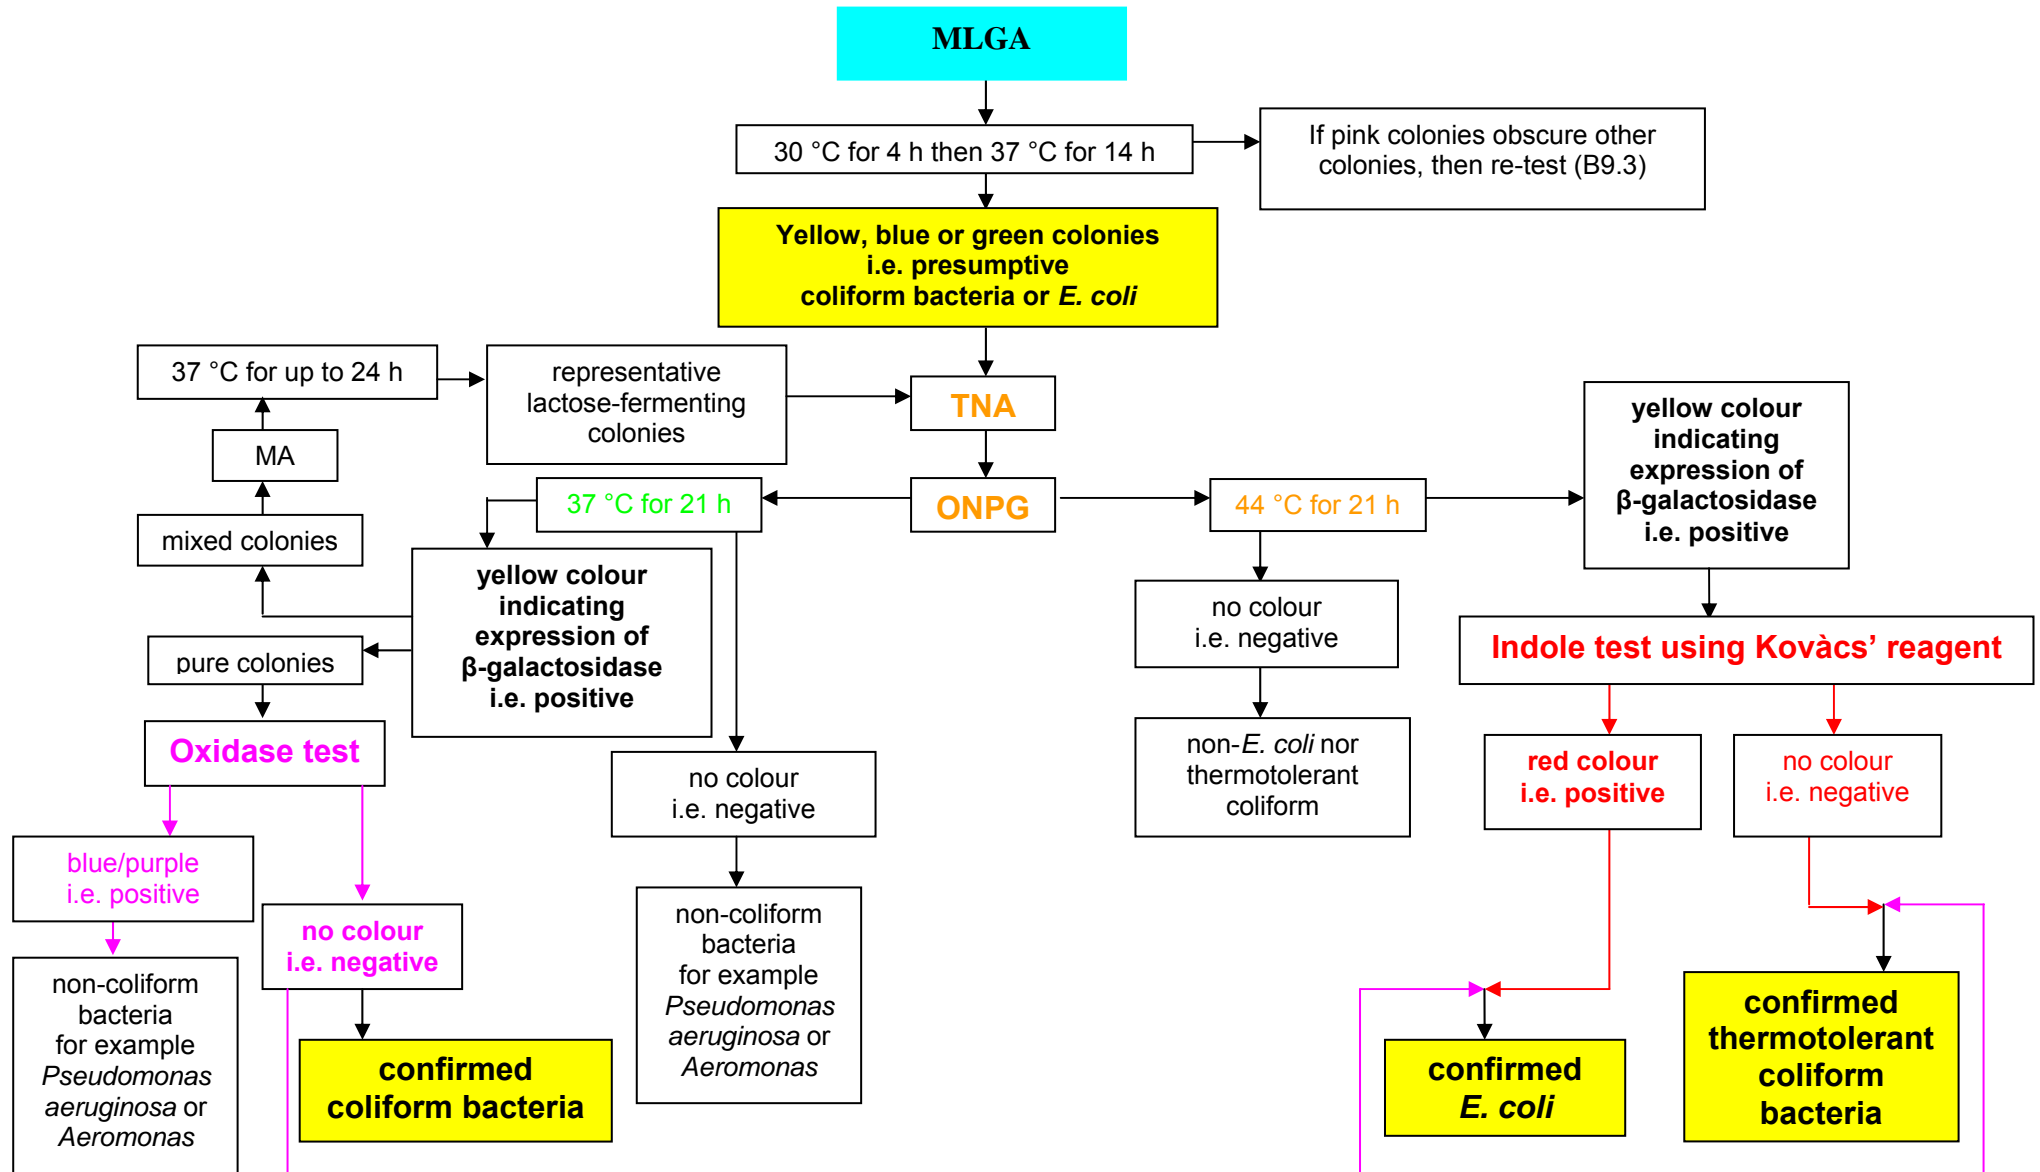 MLGA
30 °C for 4 h then 37 °C for 14 h
If pink colonies obscure other
colonies, then re-test (B9.3)
Yellow, blue or green colonies
i.e. presumptive
coliform bacteria or E. coli
37 °C for up to 24 h
representative
lactose-fermenting
colonies
TNA
yellow colour
indicating
expression of
β-galactosidase
i.e. positive
MA
37 °C for 21 h
ONPG
44 °C for 21 h
mixed colonies
yellow colour
indicating
expression of
β-galactosidase
i.e. positive
no colour
i.e. negative
pure colonies
Indole test using Kovàcs’ reagent
Oxidase test
no colour
i.e. negative
non-E. coli nor
thermotolerant
coliform
red colour
i.e. positive
no colour
i.e. negative
blue/purple
i.e. positive
no colour
i.e. negative
non-coliform
bacteria
for example
Pseudomonas
aeruginosa or
Aeromonas
non-coliform
bacteria
for example
Pseudomonas
aeruginosa or
Aeromonas
confirmed
coliform bacteria
confirmed
E. coli
confirmed
thermotolerant
coliform
bacteria